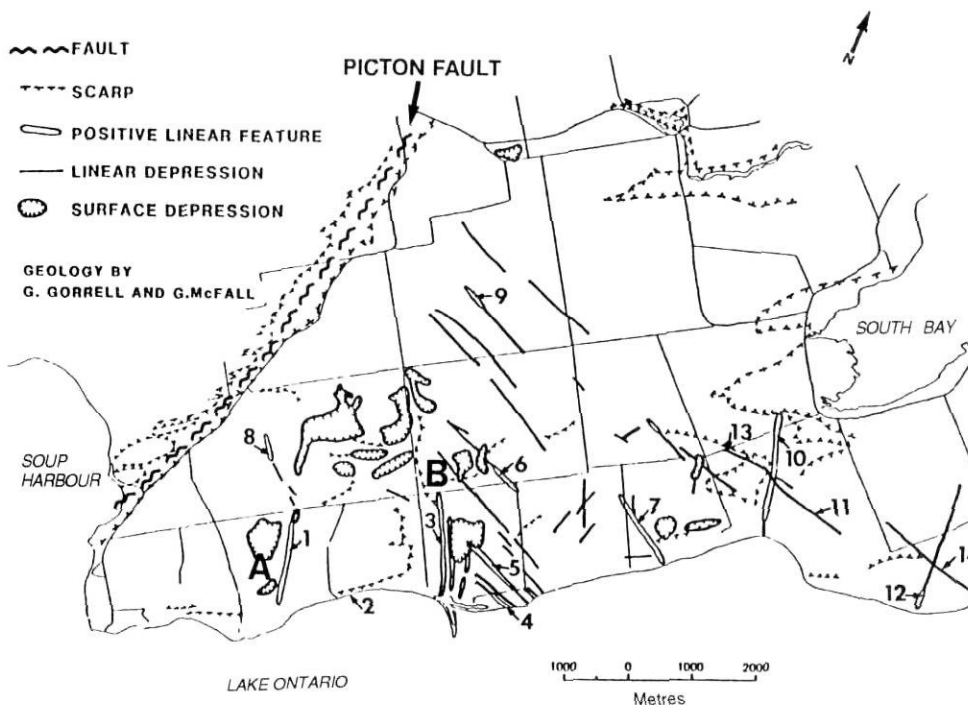 FAULT
SCARP
POSITIVE LINEAR FEATURE
LINEAR DEPRESSION
SURFACE DEPRESSION
GEOLOGY BY
G. GORRELL AND G.McFALL
PICTON FAULT
N
SOUTH BAY
SOUP
HARBOUR
LAKE ONTARIO
A
B
1
2
3
4
5
6
7
8
9
10
11
12
13
1000 0 1000 2000
Metres